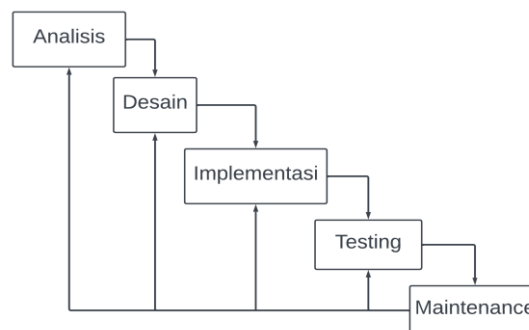 Analisis
Desain
Implementasi
Testing
Maintenance